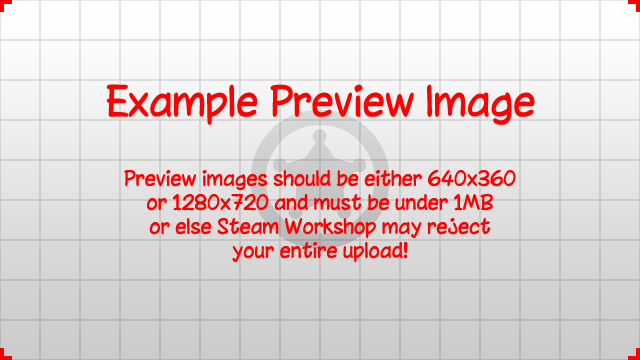 Example Preview Image
Preview images should be either 640x360
or 1280x720 and must be under 1MB
or else Steam Workshop may reject
your entire upload!